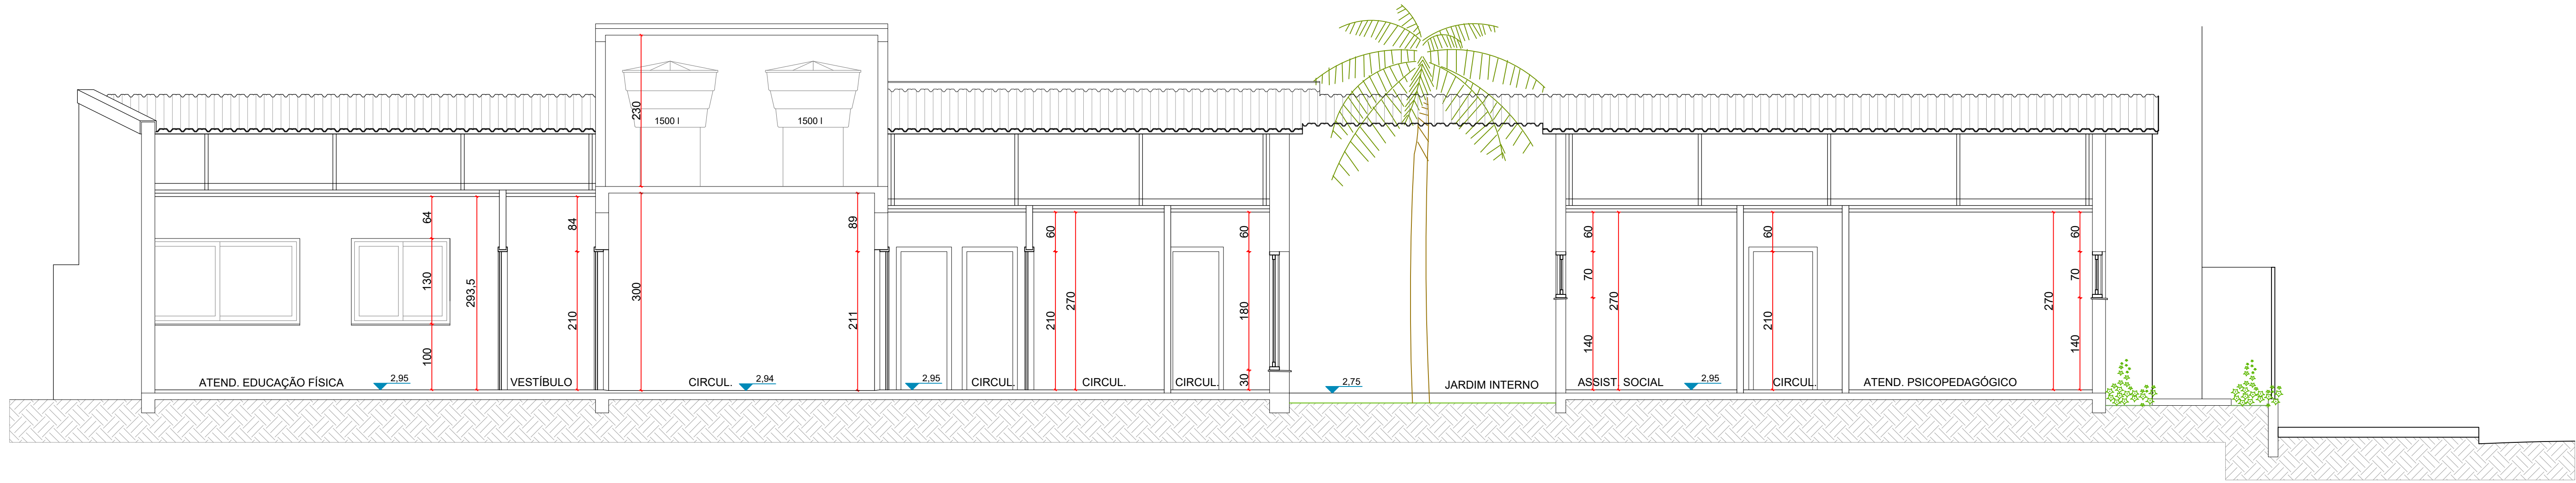 1500 l
1500 l
230
64
130
100
293,5
84
210
300
89
211
60
210
270
60
180
30
60
70
140
270
60
210
270
60
70
140
ATEND. EDUCAÇÃO FÍSICA
2,95
VESTÍBULO
CIRCUL.
2,94
2,95
CIRCUL.
CIRCUL.
CIRCUL.
2,75
JARDIM INTERNO
ASSIST. SOCIAL
2,95
CIRCUL.
ATEND. PSICOPEDAGÓGICO